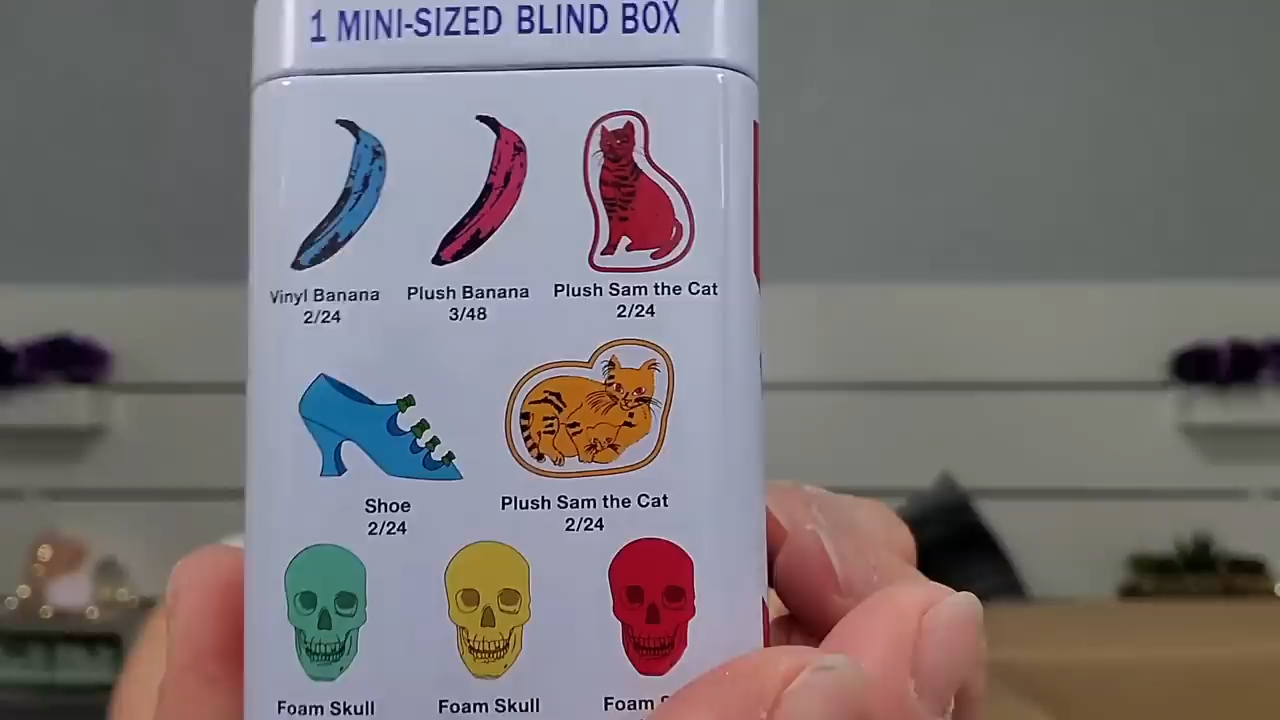 1 MINI-SIZED BLIND BOX
Vinyl Banana
2/24
Plush Banana
3/48
Plush Sam the Cat
2/24
Shoe
2/24
Plush Sam the Cat
2/24
Foam Skull
Foam Skull
Foam